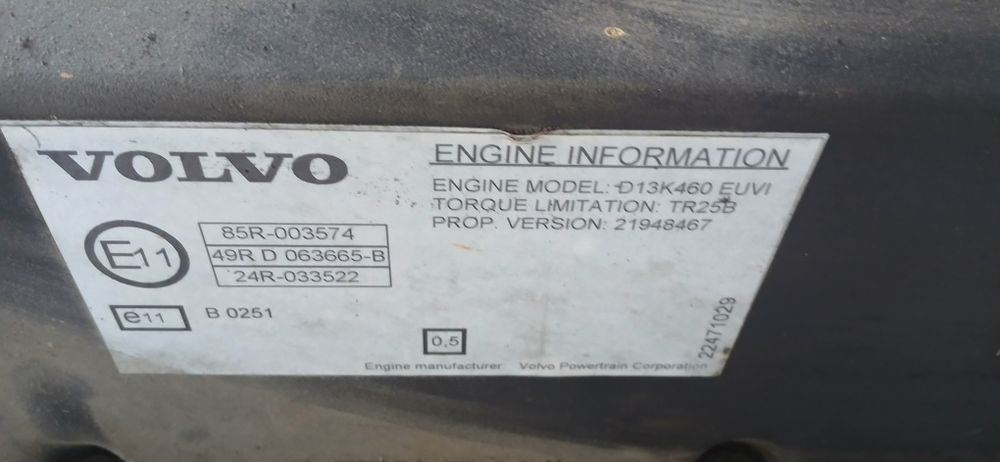 VOLVO
ENGINE INFORMATION
ENGINE MODEL: D13K460 EUVI
TORQUE LIMITATION: TR25B
PROP. VERSION: 21948467
E11
85R-003574
49R D 063665-B
24R-033522
e11
B 0251
0,5
22471029
Engine manufacturer Volvo Powertrain Corporation